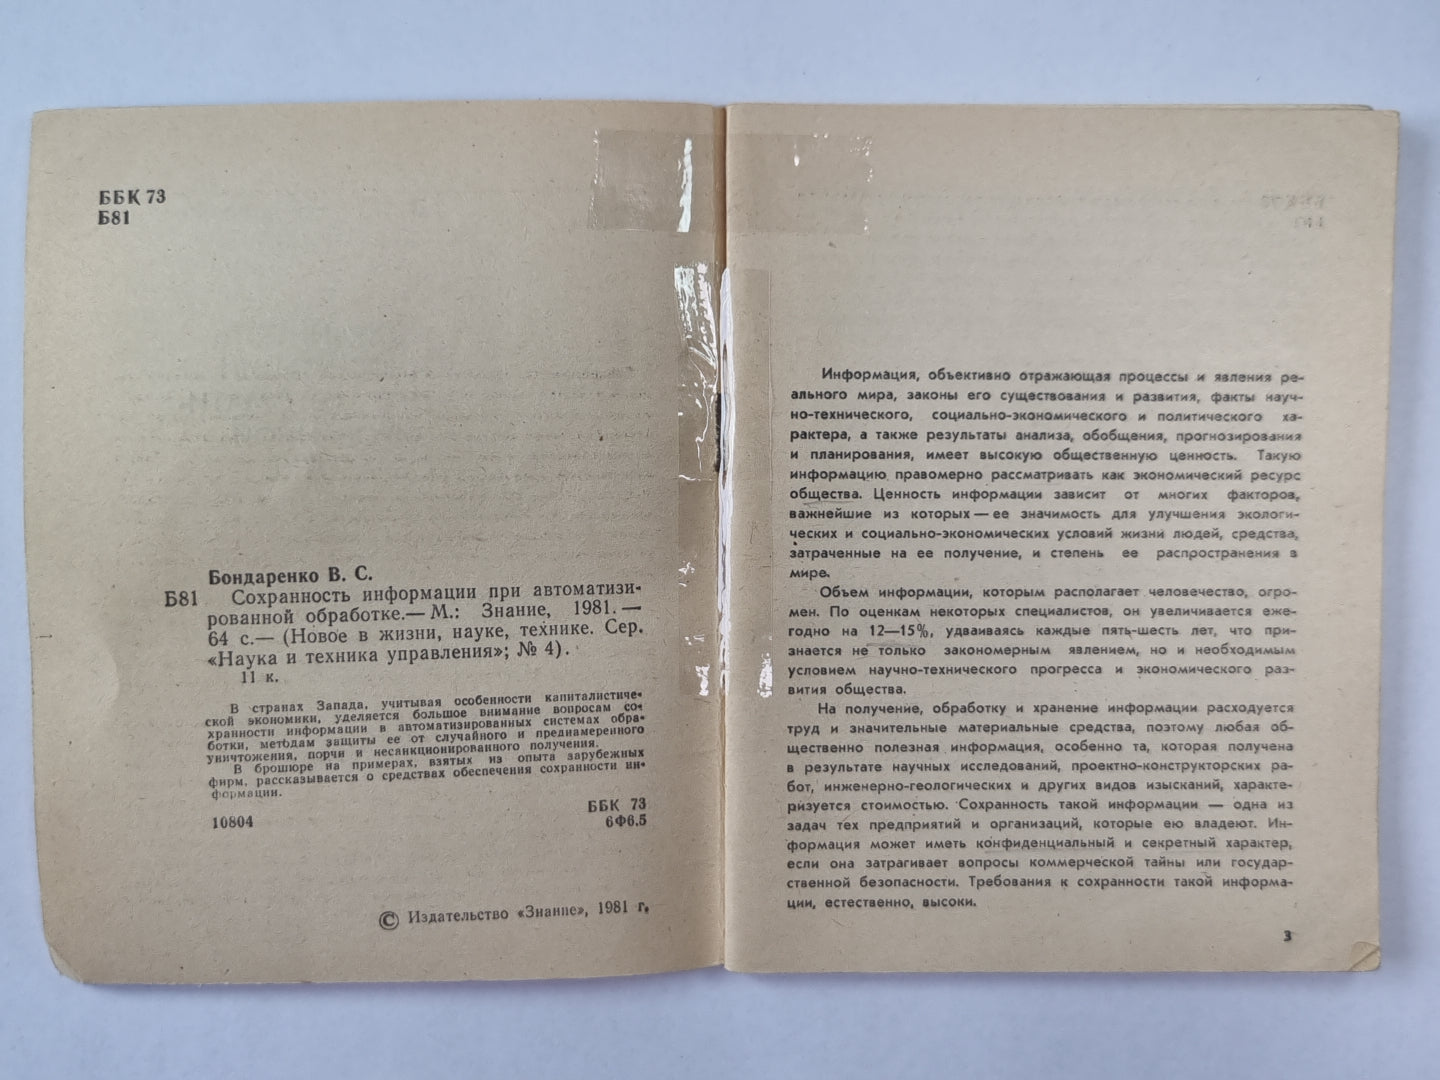 ББК 73
Б81
Бондаренко В. С.
Б81 Сохранность информации при автоматизи-
рованной обработке.— М.: Знание, 1981.—
64 с.— (Новое в жизни, науке, технике. Сер.
«Наука и техника управления»; № 4).
11 к.
В странах Запада, учитывая особенности капиталистиче-
ской экономики, уделяется большое внимание вопросам со-
хранности информации в автоматизированных системах обра-
ботки, методам защиты ее от случайного и преднамеренного
уничтожения, порчи и несанкционированного получения.
В брошюре на примерах, взятых из опыта зарубежных
фирм, рассказывается о средствах обеспечения сохранности ин-
формации.
10804
ББК 73
6Ф6.5
© Издательство «Знание», 1981 г.
Информация, объективно отражающая процессы и явления ре-
ального мира, законы его существования и развития, факты науч-
но-технического, социально-экономического и политического ха-
рактера, а также результаты анализа, обобщения, прогнозирования
и планирования, имеет высокую общественную ценность. Такую
информацию правомерно рассматривать как экономический ресурс
общества. Ценность информации зависит от многих факторов,
важнейшие из которых — ее значимость для улучшения экологи-
ческих и социально-экономических условий жизни людей, средства,
затраченные на ее получение, и степень ее распространения в
мире.
Объем информации, которым располагает человечество, огро-
мен. По оценкам некоторых специалистов, он увеличивается еже-
годно на 12—15%, удваиваясь каждые пять-шесть лет, что при-
знается не только закономерным явлением, но и необходимым
условием научно-технического прогресса и экономического раз-
вития общества.
На получение, обработку и хранение информации расходуется
труд и значительные материальные средства, поэтому любая об-
щественно полезная информация, особенно та, которая получена
в результате научных исследований, проектно-конструкторских ра-
бот, инженерно-геологических и других видов изысканий, характе-
ризуется стоимостью. Сохранность такой информации — одна из
задач тех предприятий и организаций, которые ею владеют. Ин-
формация может иметь конфиденциальный и секретный характер,
если она затрагивает вопросы коммерческой тайны или государ-
ственной безопасности. Требования к сохранности такой информа-
ции, естественно, высоки.
3